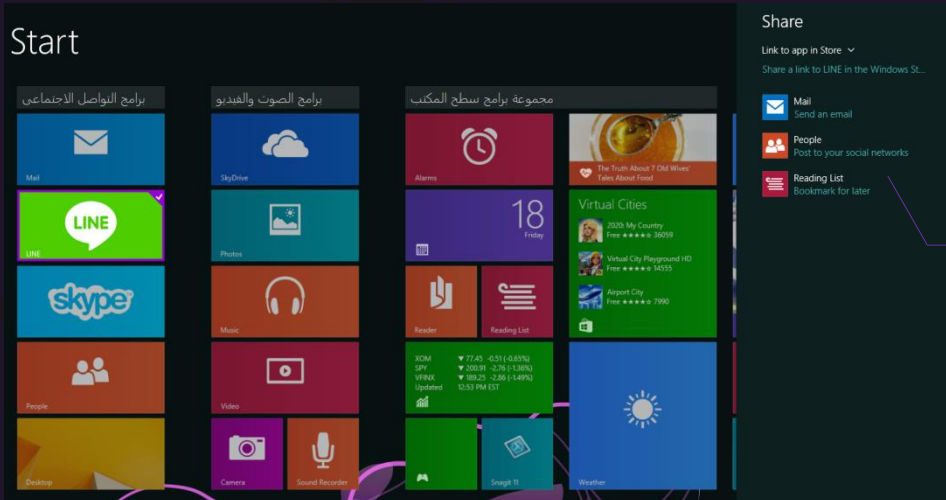 Start
برامج التواصل الاجتماعى
Mail
LINE
LINE
skype
People
Desktop
برامج الصوت والفيديو
SkyDrive
Photos
Music
Video
Camera
Sound Recorder
مجموعة برامج سطح المكتب
Alarms
18
Friday
Reader
Reading List
XOM ▼ 77.45 -0.51 (-0.65%)
SPY ▼ 200.91 -2.76 (-1.36%)
VFINX ▼ 189.25 -2.86 (-1.49%)
Updated 12:53 PM EST
Snagit 11
The Truth About 7 Old Wives'
Tales About Food
Virtual Cities
2020: My Country
Free ★★★★☆ 36059
Virtual City Playground HD
Free ★★★★☆ 14555
Airport City
Free ★★★★☆ 7990
Weather
Share
Link to app in Store
Share a link to LINE in the Windows St...
Mail
Send an email
People
Post to your social networks
Reading List
Bookmark for later